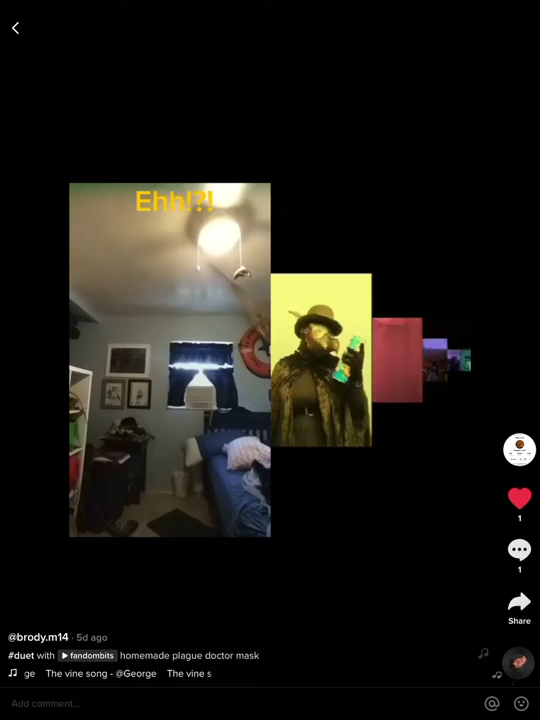 Ehh!?!
1
1
Share
@brody.m14 · 5d ago
#duet with fandombits homemade plague doctor mask
ge The vine song - @George The vine s
Add comment...